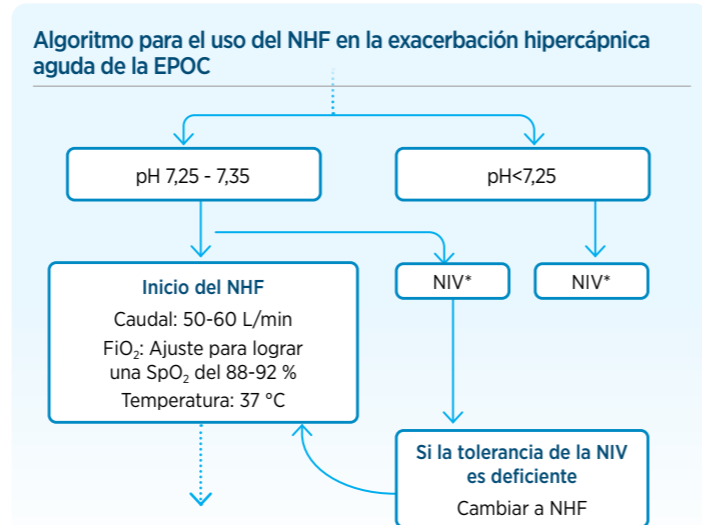 Algoritmo para el uso del NHF en la exacerbación hipercápnica
aguda de la EPOC
pH 7,25 - 7,35
pH<7,25
Inicio del NHF
Caudal: 50-60 L/min
FiO₂: Ajuste para lograr
una SpO₂ del 88-92 %
Temperatura: 37 °C
NIV*
NIV*
Si la tolerancia de la NIV
es deficiente
Cambiar a NHF